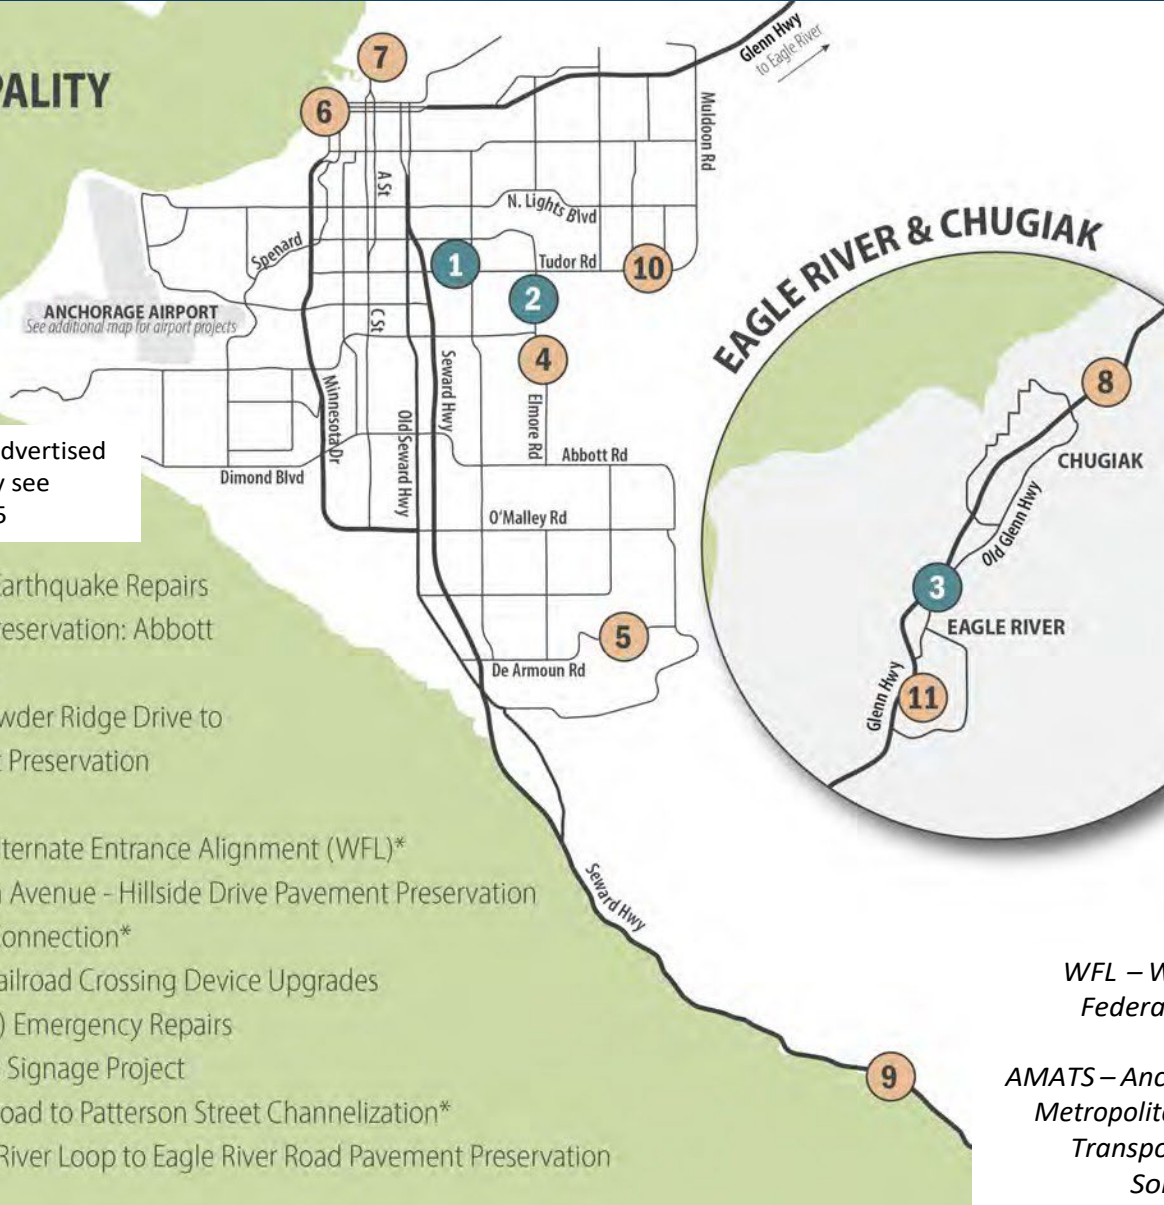 PALITY
7
6
Glenn Hwy
to Eagle River
Muldoon Rd
A St
N. Lights Blvd
Spenard
1
Tudor Rd
10
2
ANCHORAGE AIRPORT
See additional map for airport projects
C St
4
Minnesota Dr
Old Seward Hwy
Seward Hwy
Elmore Rd
Abbott Rd
Dimond Blvd
O'Malley Rd
5
De Armoun Rd
Seward Hwy
9
EAGLE RIVER & CHUGIAK
8
CHUGIAK
Old Glenn Hwy
3
EAGLE RIVER
Glenn Hwy
11
dvertised
y see
5
Earthquake Repairs
reservation: Abbott
wder Ridge Drive to
t Preservation
lternate Entrance Alignment (WFL)*
n Avenue - Hillside Drive Pavement Preservation
onnection*
ailroad Crossing Device Upgrades
) Emergency Repairs
Signage Project
oad to Patterson Street Channelization*
River Loop to Eagle River Road Pavement Preservation
WFL – W
Federa
AMATS – Anc
Metropolit
Transpo
Sol